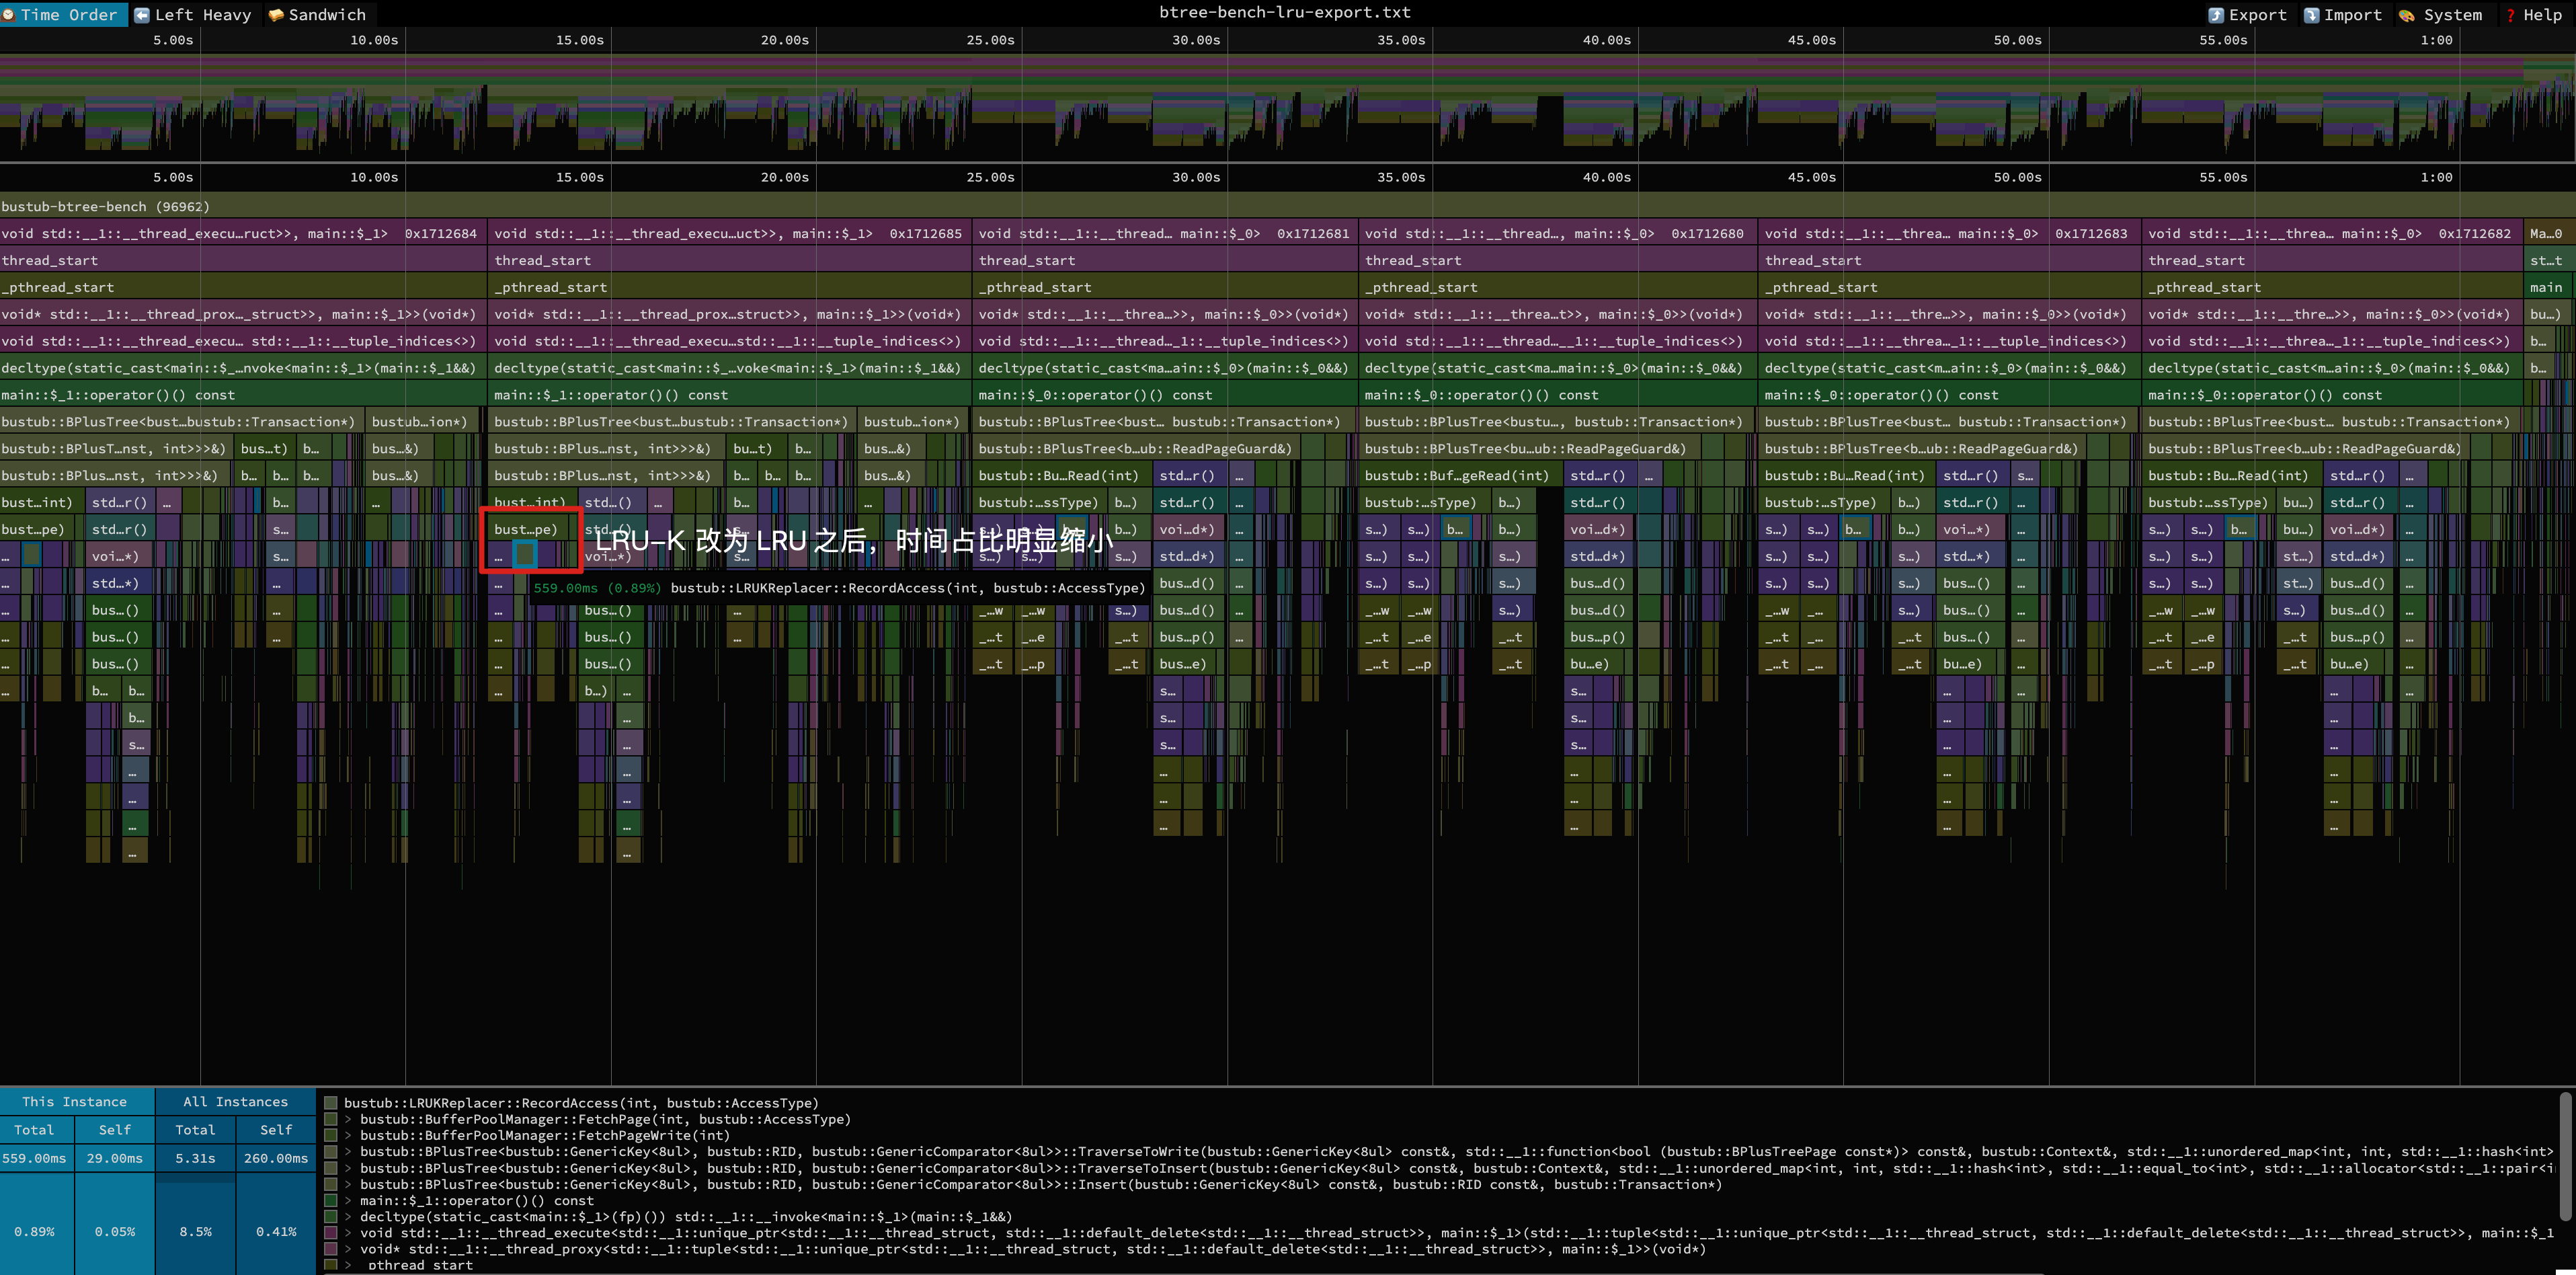 Time Order Left Heavy Sandwich btree-bench-lru-export.txt Export Import System ? Help
5.00s 10.00s 15.00s 20.00s 25.00s 30.00s 35.00s 40.00s 45.00s 50.00s 55.00s 1:00
5.00s 10.00s 15.00s 20.00s 25.00s 30.00s 35.00s 40.00s 45.00s 50.00s 55.00s 1:00
bustub-btree-bench (96962)
void std::__1::__thread_execu…ruct>>, main::$_1> 0x1712684 void std::__1::__thread_execu…uct>>, main::$_1> 0x1712685 void std::__1::__thread… main::$_0> 0x1712681 void std::__1::__thread…, main::$_0> 0x1712680 void std::__1::__threa… main::$_0> 0x1712683 void std::__1::__threa… main::$_0> 0x1712682 Ma…0
thread_start thread_start thread_start thread_start thread_start thread_start st…t
_pthread_start _pthread_start _pthread_start _pthread_start _pthread_start _pthread_start main
void* std::__1::__thread_prox…_struct>>, main::$_1>>(void*) void* std::__1::__thread_prox…struct>>, main::$_1>>(void*) void* std::__1::__threa…>>, main::$_0>>(void*) void* std::__1::__threa…t>>, main::$_0>>(void*) void* std::__1::__thre…>>, main::$_0>>(void*) void* std::__1::__thre…>>, main::$_0>>(void*) bu…)
void std::__1::__thread_execu… std::__1::__tuple_indices<>) void std::__1::__thread_execu…std::__1::__tuple_indices<>) void std::__1::__thread…_1::__tuple_indices<>) void std::__1::__thread…__1::__tuple_indices<>) void std::__1::__threa…_1::__tuple_indices<>) void std::__1::__threa…_1::__tuple_indices<>) b…
decltype(static_cast<main::$_…nvoke<main::$_1>(main::$_1&&) decltype(static_cast<main::$_…voke<main::$_1>(main::$_1&&) decltype(static_cast<ma…ain::$_0>(main::$_0&&) decltype(static_cast<ma…main::$_0>(main::$_0&&) decltype(static_cast<m…ain::$_0>(main::$_0&&) decltype(static_cast<m…ain::$_0>(main::$_0&&) b…
main::$_1::operator()() const main::$_1::operator()() const main::$_0::operator()() const main::$_0::operator()() const main::$_0::operator()() const main::$_0::operator()() const
bustub::BPlusTree<bust…bustub::Transaction*) bustub…ion*) bustub::BPlusTree<bust…bustub::Transaction*) bustub…ion*) bustub::BPlusTree<bust… bustub::Transaction*) bustub::BPlusTree<bustu…, bustub::Transaction*) bustub::BPlusTree<bust… bustub::Transaction*) bustub::BPlusTree<bust… bustub::Transaction*)
bustub::BPlusT…nst, int>>>&) bus…t) b… bus…&) bustub::BPlus…nst, int>>>&) bu…t) b… bus…&) bustub::BPlusTree<b…ub::ReadPageGuard&) bustub::BPlusTree<bu…ub::ReadPageGuard&) bustub::BPlusTree<bu…ub::ReadPageGuard&) bustub::BPlusTree<b…ub::ReadPageGuard&)
bustub::BPlus…nst, int>>>&) b… b… b… bus…&) bustub::BPlus…nst, int>>>&) b… b… b… bus…&) bustub::Bu…Read(int) std…r() … bustub::Buf…geRead(int) std…r() … bustub::Bu…Read(int) std…r() s… bustub::Bu…Read(int) std…r() …
bust…int) std…r() … b… … bust…int) std…() … b… … bustub:…ssType) b…) std…r() … bustub:…sType) b…) std…r() … bustub:…sType) b…) std…r() … bustub:…ssType) bu…) std…r() …
bust…pe) std…r() s… bust…pe) s…) s…) b… b…) voi…d*) s…) s…) b… b…) voi…d*) s…) s…) b… b…) voi…*) s…) s…) b… bu…) voi…d*)
LRU-K 改为 LRU 之后，时间占比明显缩小
… voi…*) s… … voi…*) s…) s…) s…) std…d*) s…) s…) s…) std…d*) s…) s…) s…) std…*) s…) s…) st…) std…d*) …
559.00ms (0.89%) bustub::LRUKReplacer::RecordAccess(int, bustub::AccessType)
… std…*) … bus…d() … s…) s…) s…) bus…d() … s…) s…) s…) bus…() … s…) s…) st…) bus…d() …
… bus…() … bus…() _…w _…w s…) bus…d() … _…w _…w s…) bus…d() … _…w _… s…) bus…() … _…w _…w s…) bus…d() …
… bus…() … … bus…() … _…t _…e _…t bus…p() … _…t _…e _…t bus…p() … _…t _… _…t bus…() … _…t _…e _…t bus…p() …
… bus…() … bus…() _…t _…p _…t bus…e) … _…t _…p _…t bu…e) … _…t _… _…t bu…e) … _…t _…p _…t bu…e) …
… b… b… … b…) … s… s… … … … …
b… … s… s… … …
s… … s… s… … …
… … … … … …
… … … … … …
… … … … … …
… …
This Instance All Instances
Total Self Total Self
559.00ms 29.00ms 5.31s 260.00ms
0.89% 0.05% 8.5% 0.41%
bustub::LRUKReplacer::RecordAccess(int, bustub::AccessType)
> bustub::BufferPoolManager::FetchPage(int, bustub::AccessType)
> bustub::BufferPoolManager::FetchPageWrite(int)
> bustub::BPlusTree<bustub::GenericKey<8ul>, bustub::RID, bustub::GenericComparator<8ul>>::TraverseToWrite(bustub::GenericKey<8ul> const&, std::__1::function<bool (bustub::BPlusTreePage const*)> const&, bustub::Context&, std::__1::unordered_map<int, int, std::__1::hash<int>
> bustub::BPlusTree<bustub::GenericKey<8ul>, bustub::RID, bustub::GenericComparator<8ul>>::TraverseToInsert(bustub::GenericKey<8ul> const&, bustub::Context&, std::__1::unordered_map<int, int, std::__1::hash<int>, std::__1::equal_to<int>, std::__1::allocator<std::__1::pair<i
> bustub::BPlusTree<bustub::GenericKey<8ul>, bustub::RID, bustub::GenericComparator<8ul>>::Insert(bustub::GenericKey<8ul> const&, bustub::RID const&, bustub::Transaction*)
> main::$_1::operator()() const
> decltype(static_cast<main::$_1>(fp)()) std::__1::__invoke<main::$_1>(main::$_1&&)
> void std::__1::__thread_execute<std::__1::unique_ptr<std::__1::__thread_struct, std::__1::default_delete<std::__1::__thread_struct>>, main::$_1>(std::__1::tuple<std::__1::unique_ptr<std::__1::__thread_struct, std::__1::default_delete<std::__1::__thread_struct>>, main::$_1
> void* std::__1::__thread_proxy<std::__1::tuple<std::__1::unique_ptr<std::__1::__thread_struct, std::__1::default_delete<std::__1::__thread_struct>>, main::$_1>>(void*)
> _pthread_start